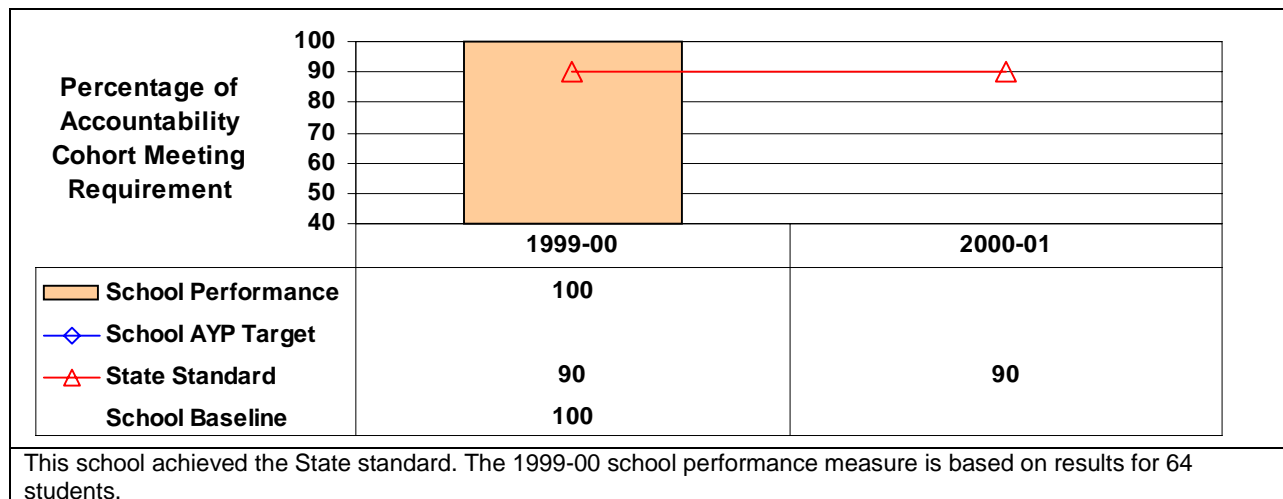 Percentage of
Accountability
Cohort Meeting
Requirement
100
90
80
70
60
50
40
1999-00 2000-01
School Performance 100
School AYP Target
State Standard 90 90
School Baseline 100
This school achieved the State standard. The 1999-00 school performance measure is based on results for 64
students.